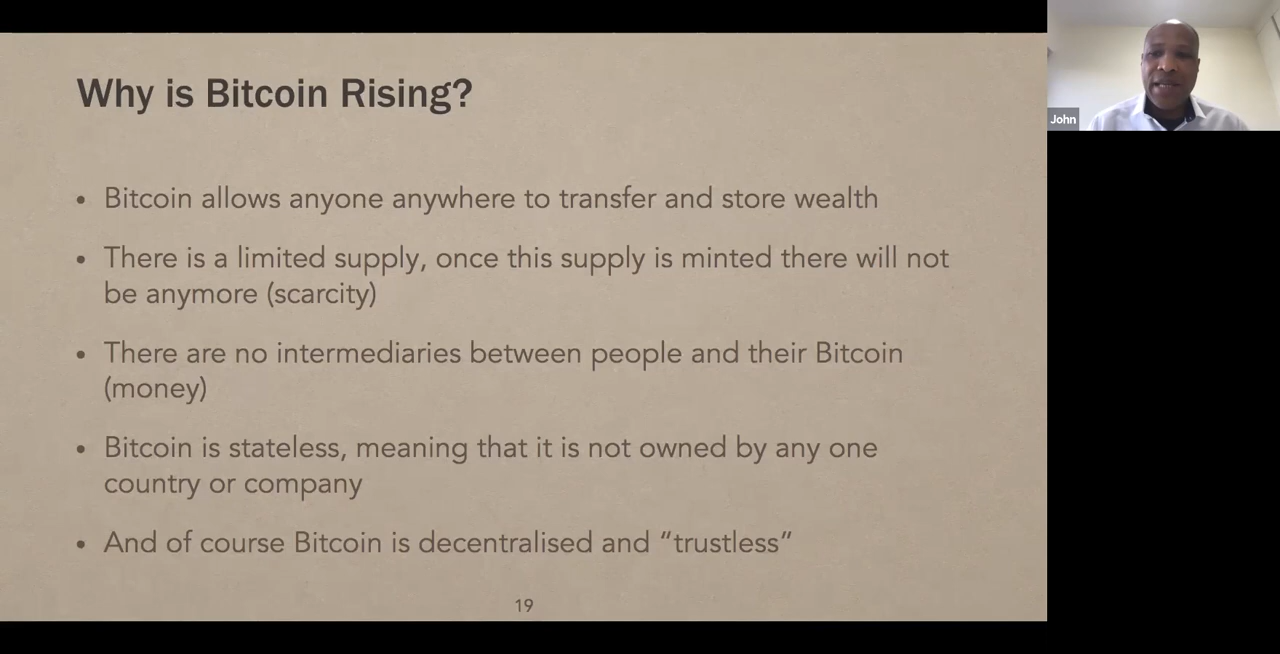 Why is Bitcoin Rising?
• Bitcoin allows anyone anywhere to transfer and store wealth
• There is a limited supply, once this supply is minted there will not
be anymore (scarcity)
• There are no intermediaries between people and their Bitcoin
(money)
• Bitcoin is stateless, meaning that it is not owned by any one
country or company
• And of course Bitcoin is decentralised and “trustless”
19
John